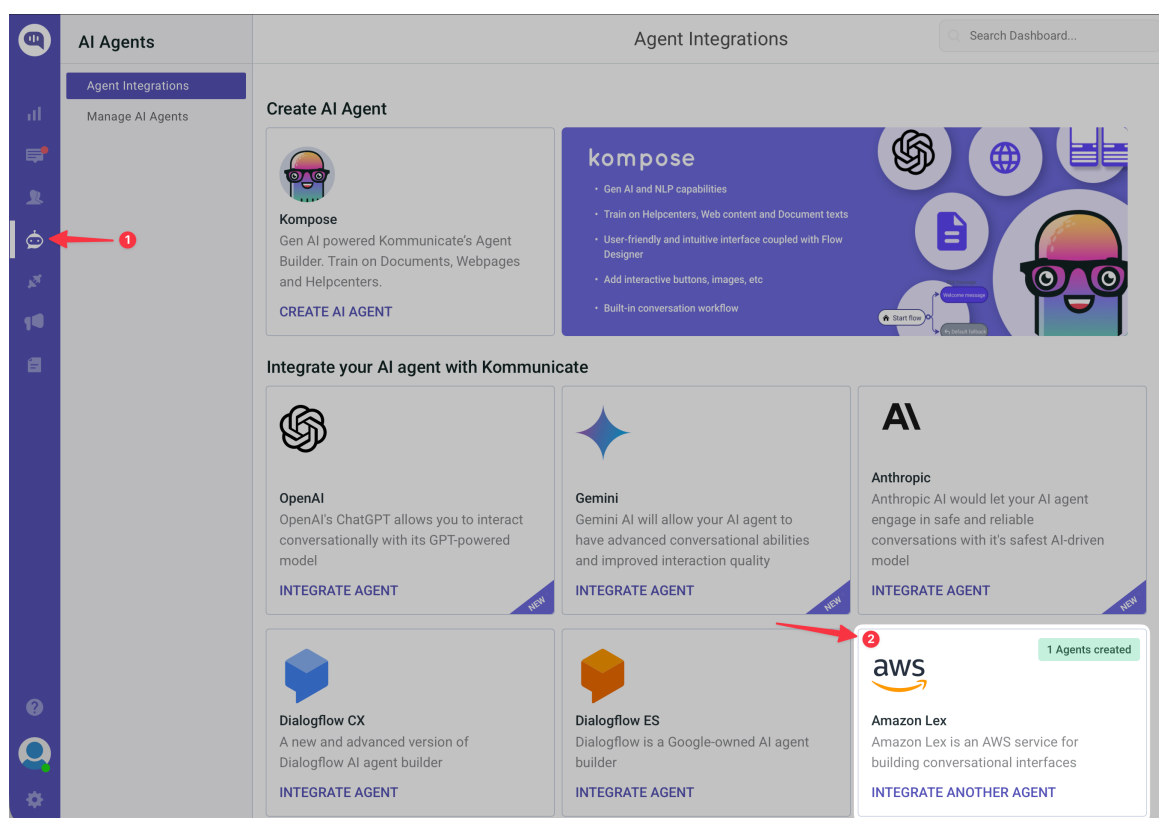 AI Agents
Agent Integrations
Search Dashboard...
Agent Integrations
Manage AI Agents
1
Create AI Agent
Kompose
Gen AI powered Kommunicate's Agent
Builder. Train on Documents, Webpages
and Helpcenters.
CREATE AI AGENT
kompose
• Gen AI and NLP capabilities
• Train on Helpcenters, Web content and Document texts
• User-friendly and intuitive interface coupled with Flow
Designer
• Add interactive buttons, images, etc
• Built-in conversation workflow
Welcome message
Start flow
Default fallback
Integrate your AI agent with Kommunicate
OpenAI
OpenAI's ChatGPT allows you to interact
conversationally with its GPT-powered
model
INTEGRATE AGENT
NEW
Gemini
Gemini AI will allow your AI agent to
have advanced conversational abilities
and improved interaction quality
INTEGRATE AGENT
NEW
AI
Anthropic
Anthropic AI would let your AI agent
engage in safe and reliable
conversations with it's safest AI-driven
model
INTEGRATE AGENT
NEW
Dialogflow CX
A new and advanced version of
Dialogflow AI agent builder
INTEGRATE AGENT
Dialogflow ES
Dialogflow is a Google-owned AI agent
builder
INTEGRATE AGENT
2
1 Agents created
aws
Amazon Lex
Amazon Lex is an AWS service for
building conversational interfaces
INTEGRATE ANOTHER AGENT